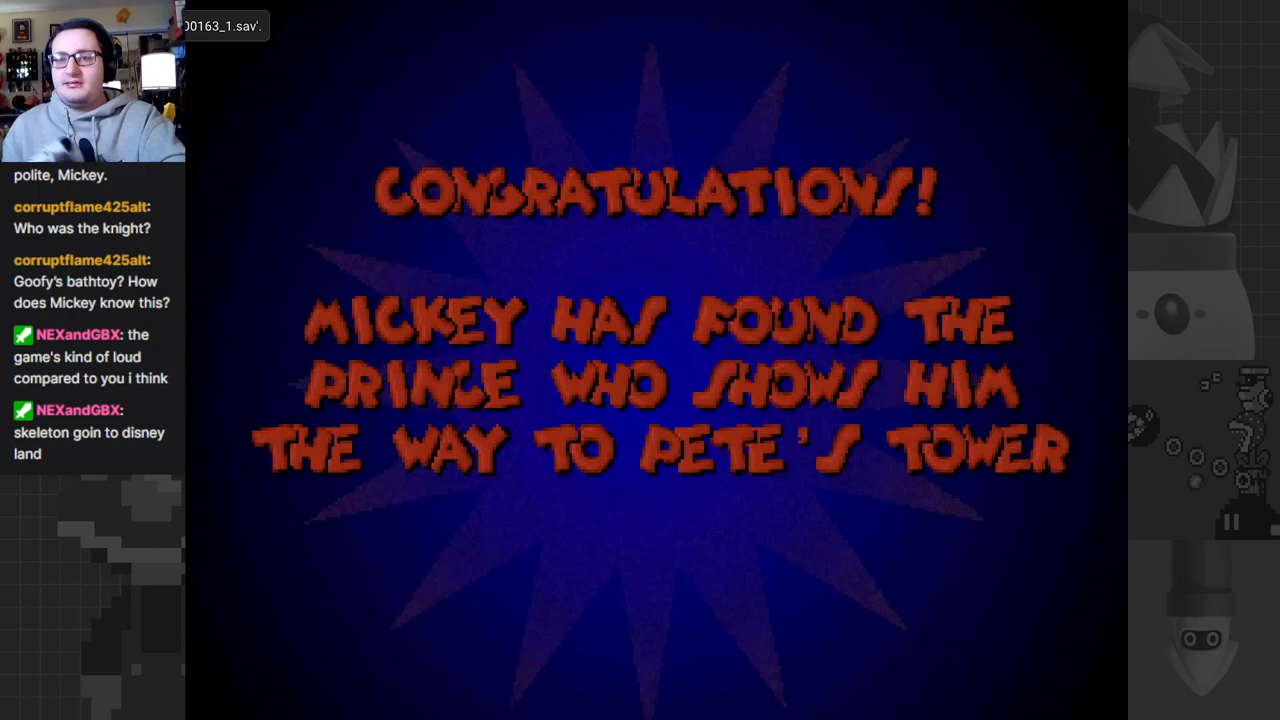 00163_1.sav'.
polite, Mickey.
corruptflame425alt:
Who was the knight?
corruptflame425alt:
Goofy's bathtoy? How
does Mickey know this?
NEXandGBX: the
game's kind of loud
compared to you i think
NEXandGBX:
skeleton goin to disney
land
CONGRATULATIONS!
MICKEY HAS FOUND THE
PRINCE WHO SHOWS HIM
THE WAY TO PETE'S TOWER